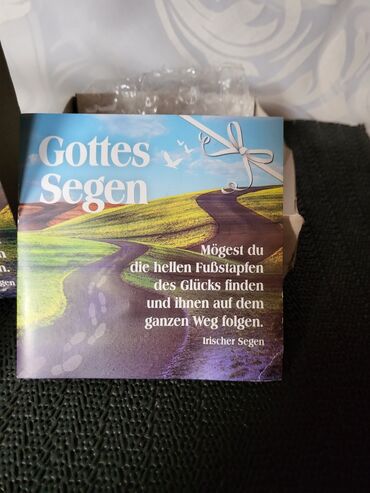 Gottes
Segen
Mögest du
die hellen Fußstapfen
des Glücks finden
und ihnen auf dem
ganzen Weg folgen.
Irischer Segen